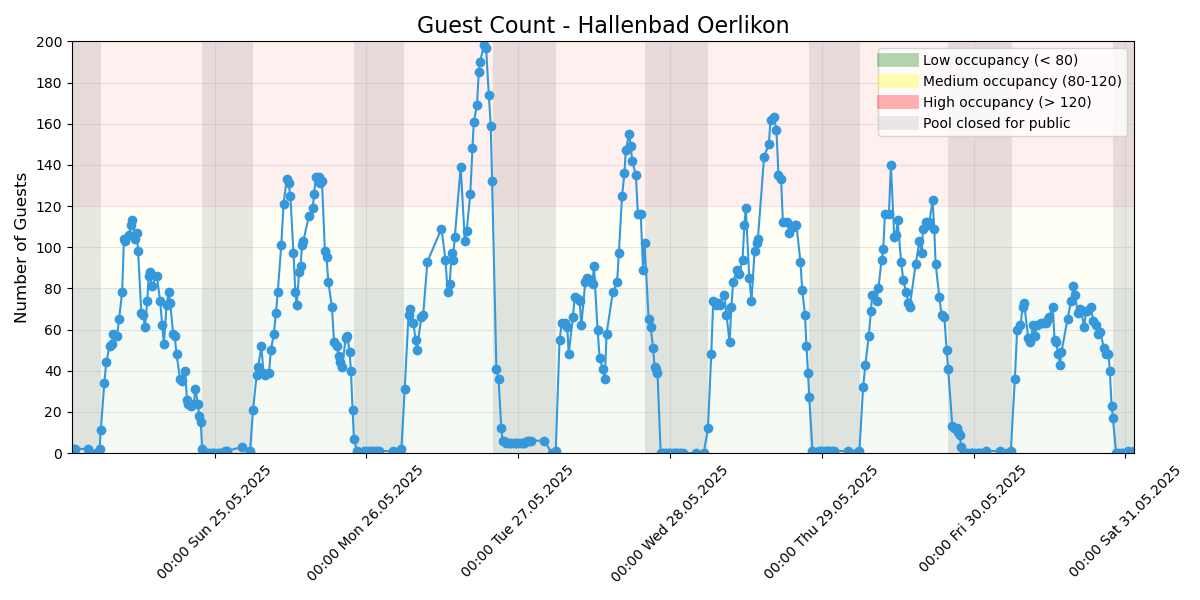 Guest Count - Hallenbad Oerlikon
Number of Guests
200
180
160
140
120
100
80
60
40
20
0
Low occupancy (< 80)
Medium occupancy (80-120)
High occupancy (> 120)
Pool closed for public
00:00 Sun 25.05.2025
00:00 Mon 26.05.2025
00:00 Tue 27.05.2025
00:00 Wed 28.05.2025
00:00 Thu 29.05.2025
00:00 Fri 30.05.2025
00:00 Sat 31.05.2025